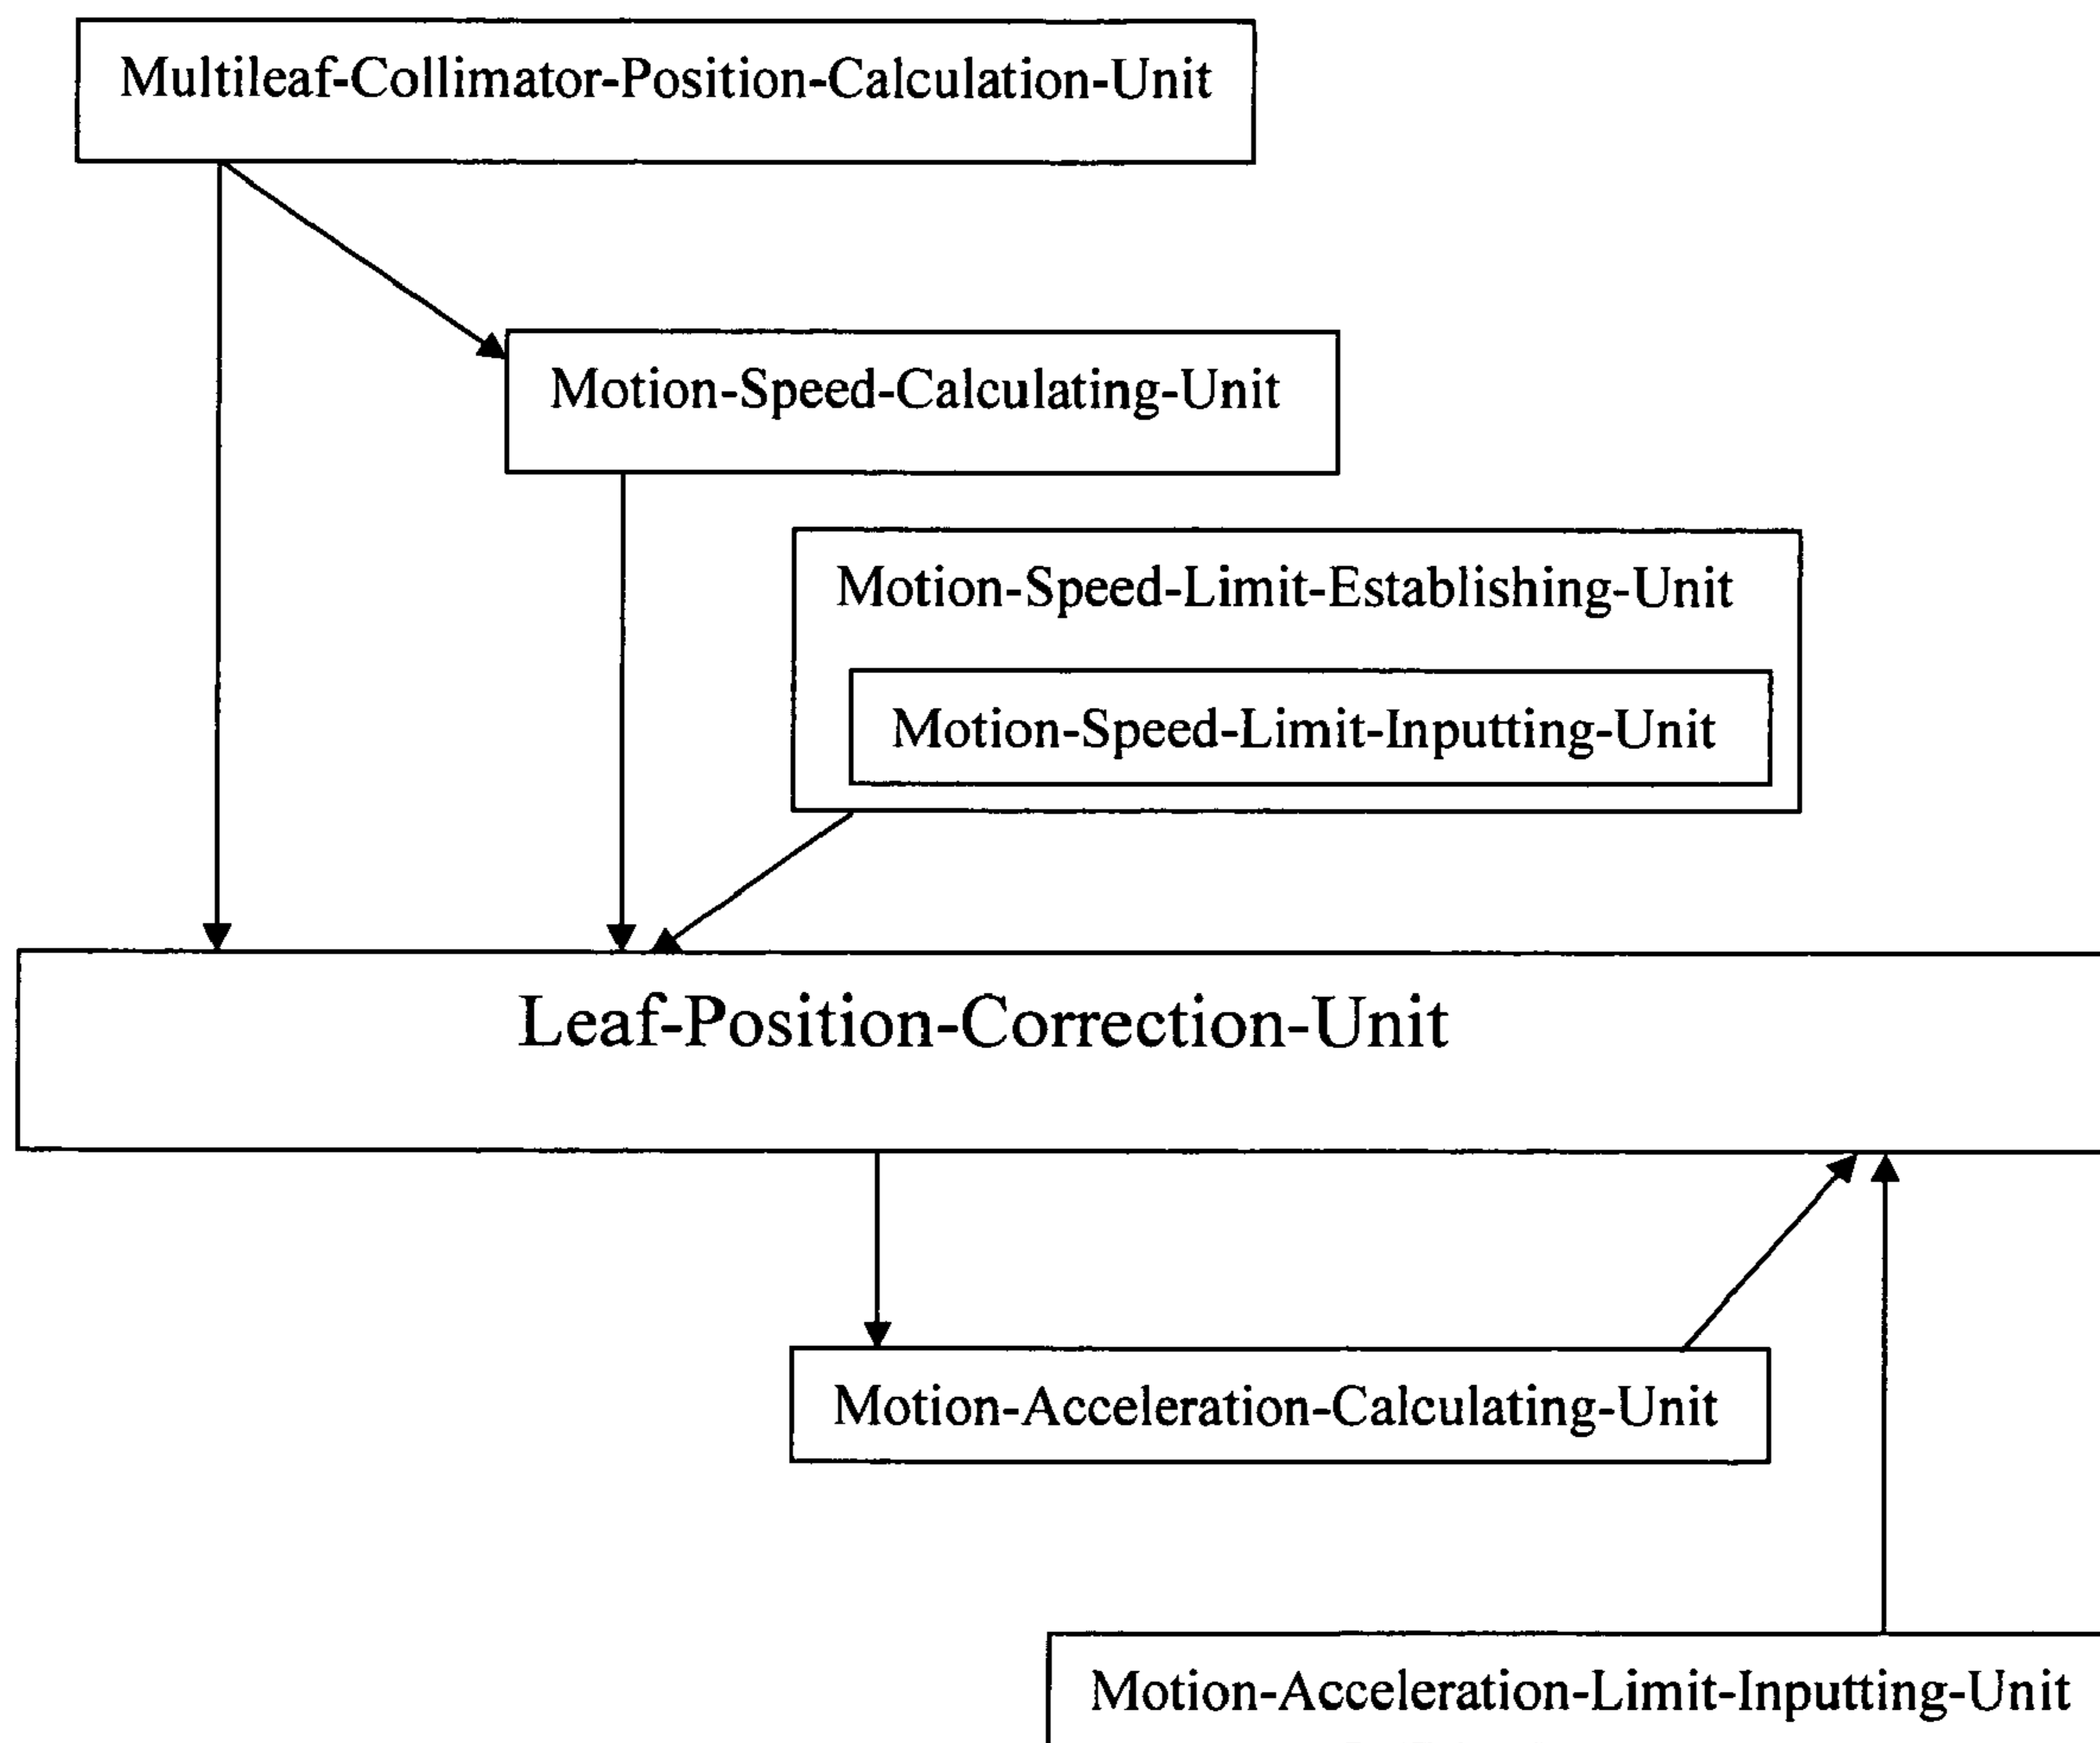 Multileaf-Collimator-Position-Calculation-Unit
Motion-Speed-Calculating-Unit
Motion-Speed-Limit-Establishing-Unit
Motion-Speed-Limit-Inputting-Unit
Leaf-Position-Correction-Unit
Motion-Acceleration-Calculating-Unit
Motion-Acceleration-Limit-Inputting-Unit